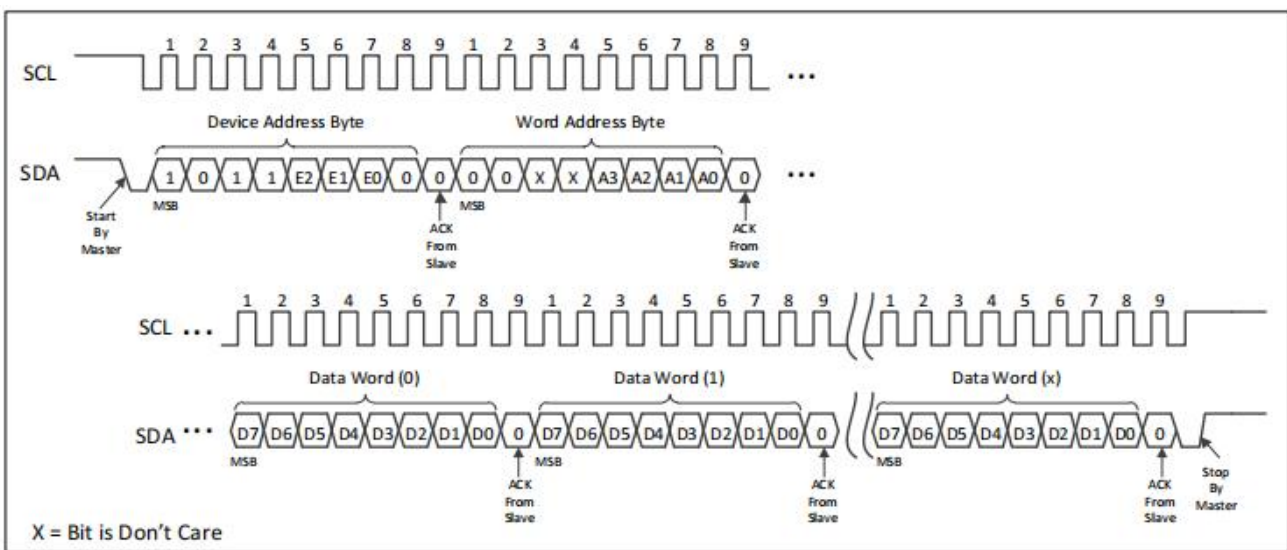 1 2 3 4 5 6 7 8 9 1 2 3 4 5 6 7 8 9
SCL ...
Device Address Byte Word Address Byte
SDA 1 0 1 1 E2 E1 E0 0 0 0 0 X X A3 A2 A1 A0 0 ...
MSB MSB
Start
By
Master
ACK
From
Slave
ACK
From
Slave
1 2 3 4 5 6 7 8 9 1 2 3 4 5 6 7 8 9 1 2 3 4 5 6 7 8 9
SCL ...
Data Word (0) Data Word (1) Data Word (x)
SDA ... D7 D6 D5 D4 D3 D2 D1 D0 0 D7 D6 D5 D4 D3 D2 D1 D0 0 D7 D6 D5 D4 D3 D2 D1 D0 0
MSB MSB MSB
ACK
From
Slave
ACK
From
Slave
ACK
From
Slave
Stop
By
Master
X = Bit is Don't Care